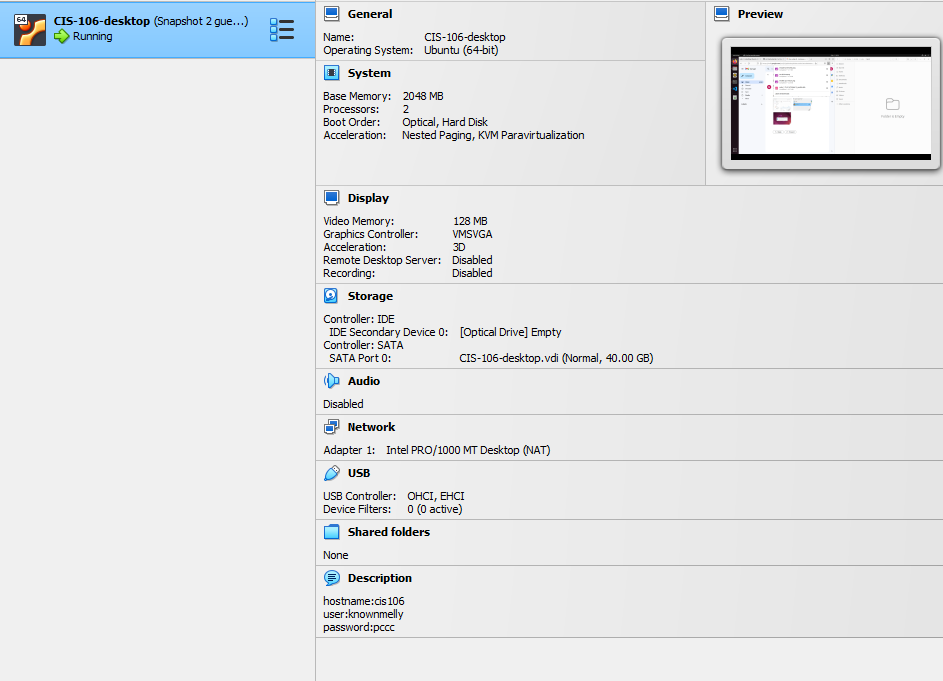 64
CIS-106-desktop (Snapshot 2 gue...)
Running
General
Name: CIS-106-desktop
Operating System: Ubuntu (64-bit)
System
Base Memory: 2048 MB
Processors: 2
Boot Order: Optical, Hard Disk
Acceleration: Nested Paging, KVM Paravirtualization
Preview
Display
Video Memory: 128 MB
Graphics Controller: VMSVGA
Acceleration: 3D
Remote Desktop Server: Disabled
Recording: Disabled
Storage
Controller: IDE
IDE Secondary Device 0: [Optical Drive] Empty
Controller: SATA
SATA Port 0: CIS-106-desktop.vdi (Normal, 40.00 GB)
Audio
Disabled
Network
Adapter 1: Intel PRO/1000 MT Desktop (NAT)
USB
USB Controller: OHCI, EHCI
Device Filters: 0 (0 active)
Shared folders
None
Description
hostname:cis106
user:knownmelly
password:pccc